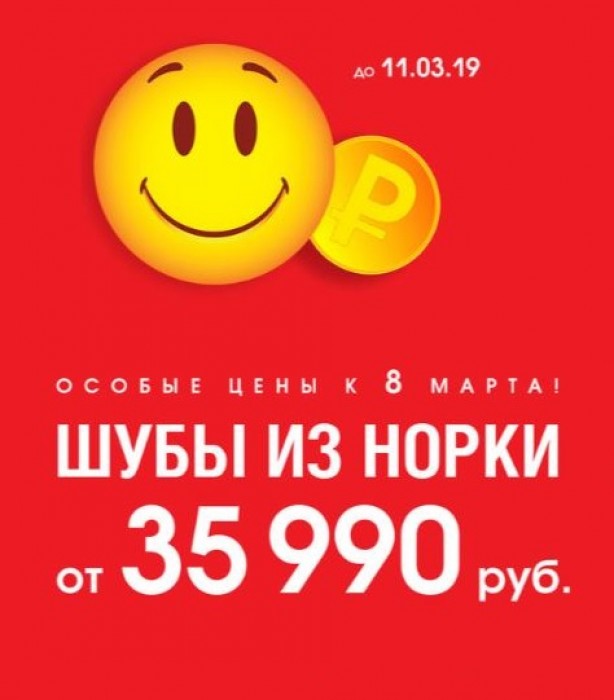 до 11.03.19
ОСОБЫЕ ЦЕНЫ К 8 МАРТА!
ШУБЫ ИЗ НОРКИ
от 35 990 руб.